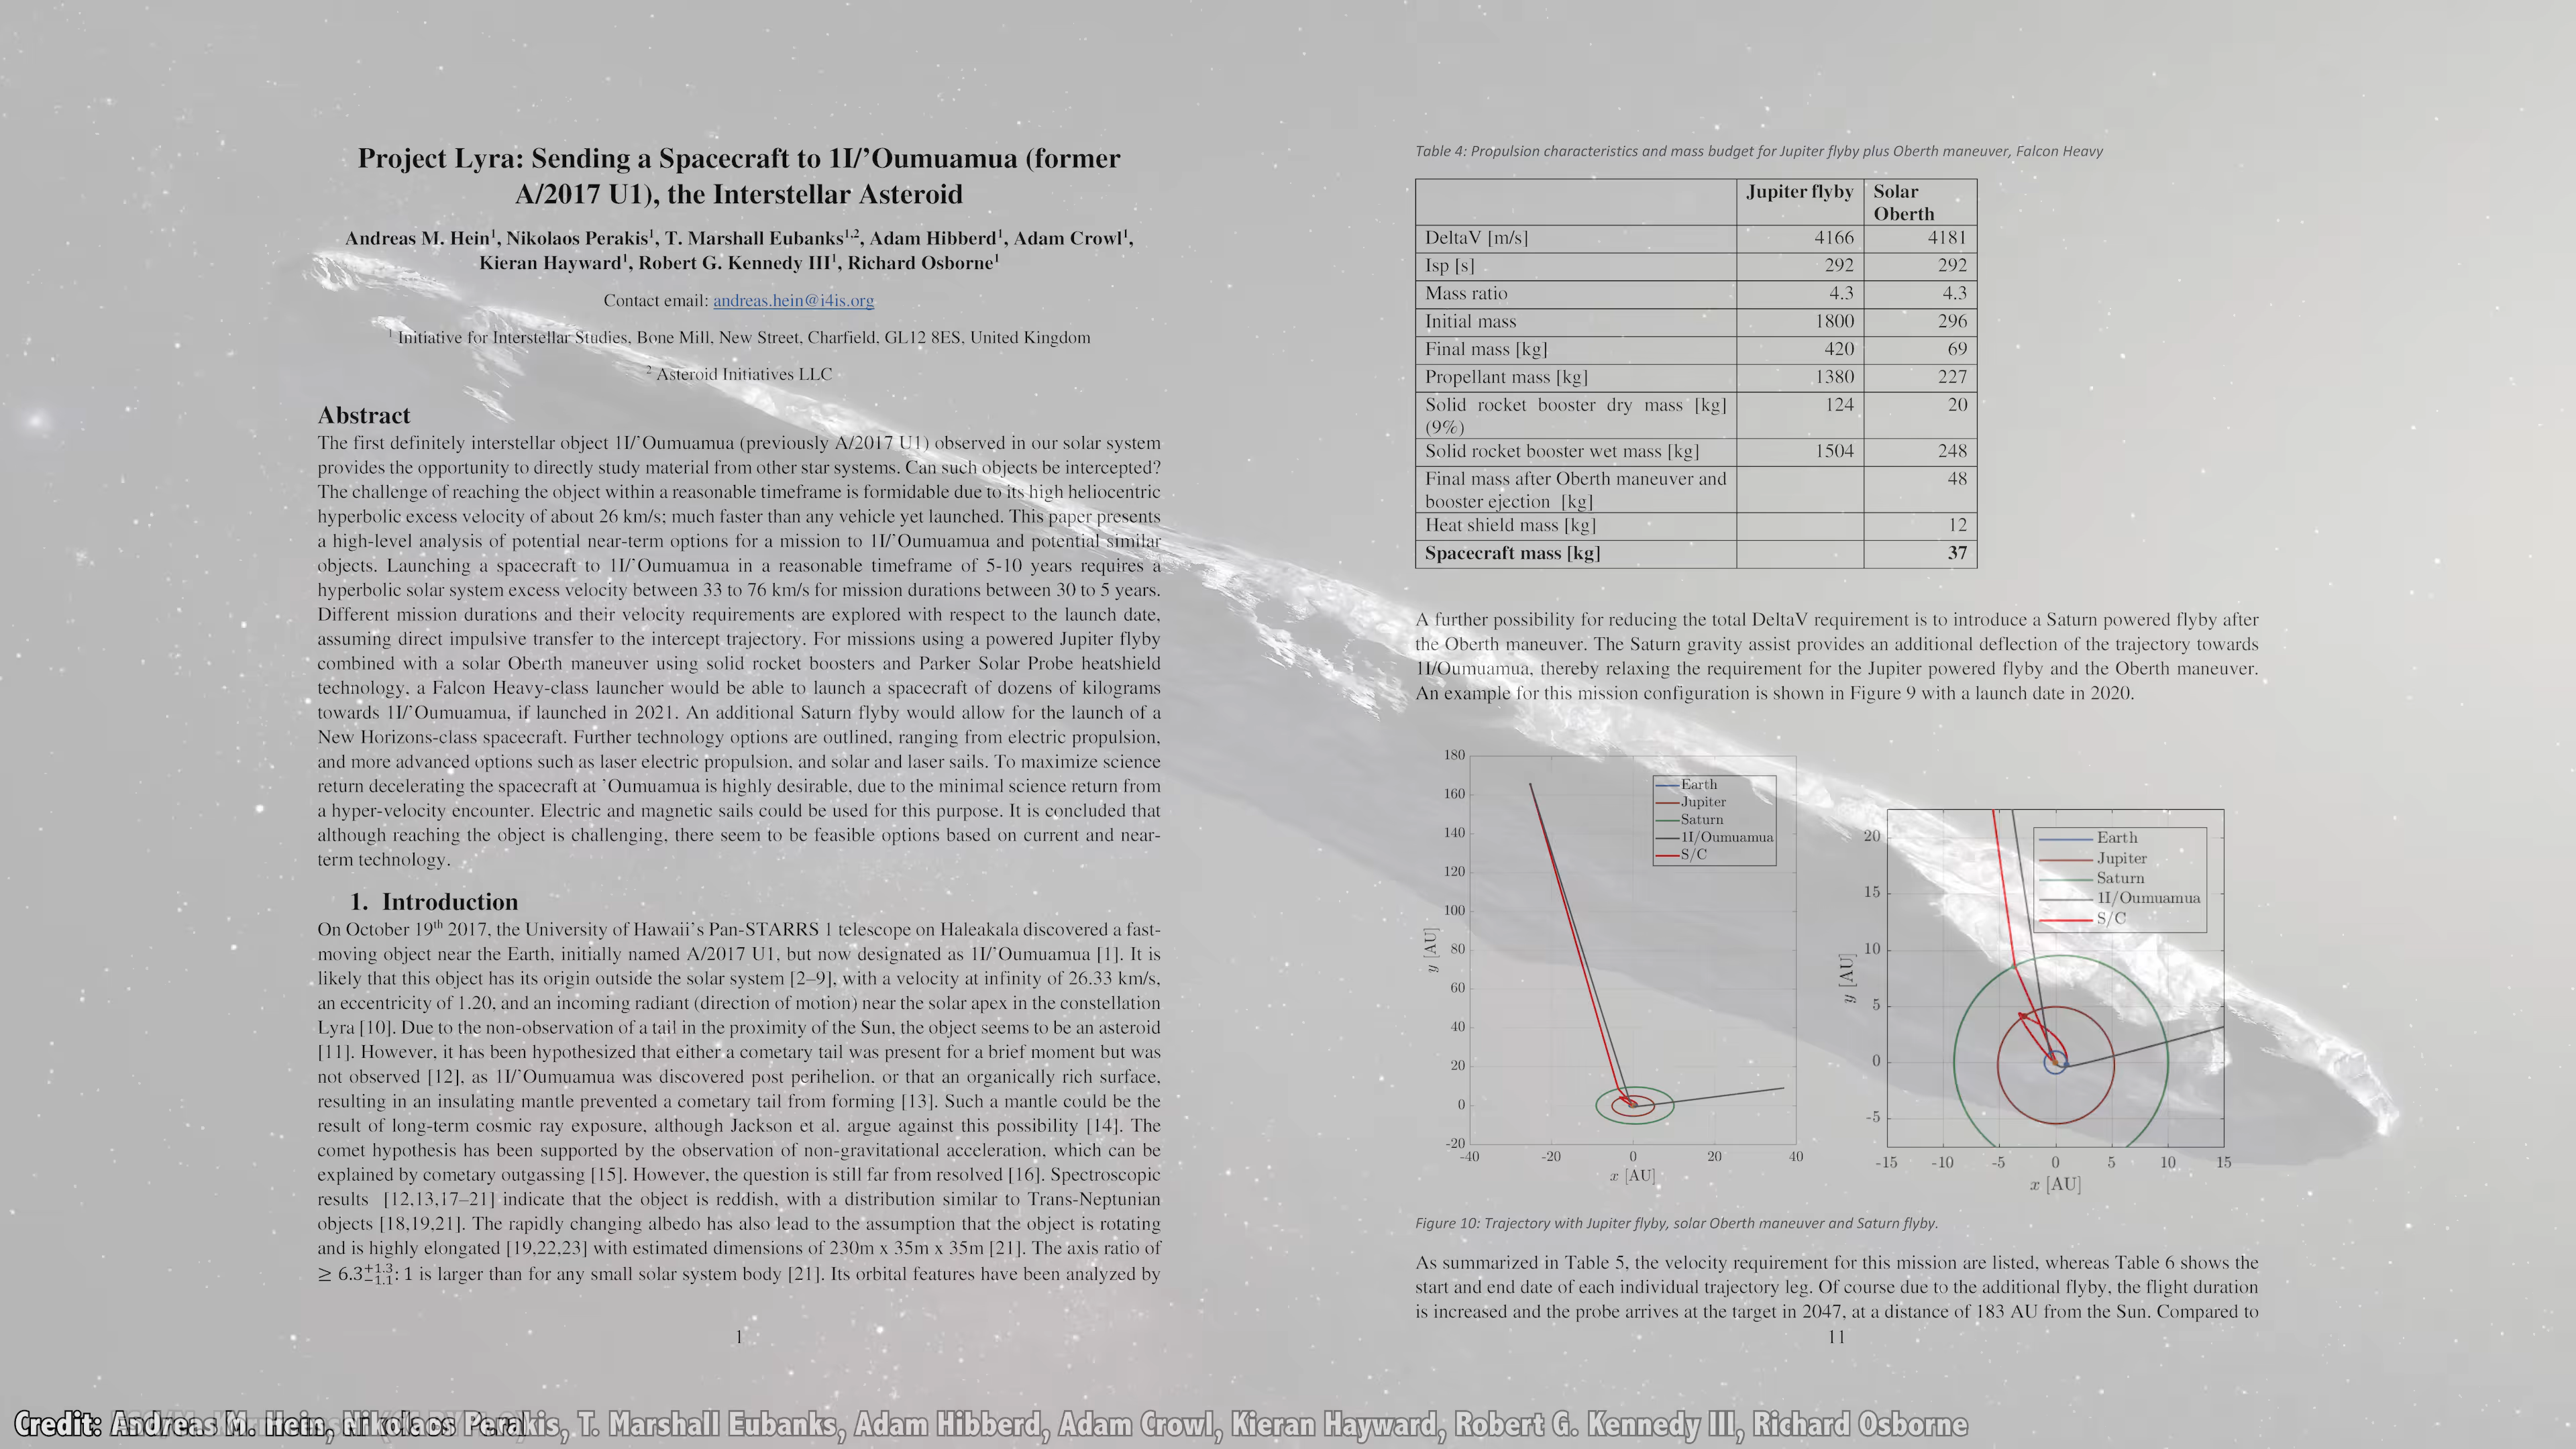 Project Lyra: Sending a Spacecraft to 1I/’Oumuamua (former
A/2017 U1), the Interstellar Asteroid
Andreas M. Hein¹, Nikolaos Perakis¹, T. Marshall Eubanks¹,², Adam Hibberd¹, Adam Crowl¹,
Kieran Hayward¹, Robert G. Kennedy III¹, Richard Osborne¹
Contact email: andreas.hein@i4is.org
¹ Initiative for Interstellar Studies, Bone Mill, New Street, Charfield, GL12 8ES, United Kingdom
² Asteroid Initiatives LLC
Abstract
The first definitely interstellar object 1I/’Oumuamua (previously A/2017 U1) observed in our solar system
provides the opportunity to directly study material from other star systems. Can such objects be intercepted?
The challenge of reaching the object within a reasonable timeframe is formidable due to its high heliocentric
hyperbolic excess velocity of about 26 km/s; much faster than any vehicle yet launched. This paper presents
a high-level analysis of potential near-term options for a mission to 1I/’Oumuamua and potential similar
objects. Launching a spacecraft to 1I/’Oumuamua in a reasonable timeframe of 5-10 years requires a
hyperbolic solar system excess velocity between 33 to 76 km/s for mission durations between 30 to 5 years.
Different mission durations and their velocity requirements are explored with respect to the launch date,
assuming direct impulsive transfer to the intercept trajectory. For missions using a powered Jupiter flyby
combined with a solar Oberth maneuver using solid rocket boosters and Parker Solar Probe heatshield
technology, a Falcon Heavy-class launcher would be able to launch a spacecraft of dozens of kilograms
towards 1I/’Oumuamua, if launched in 2021. An additional Saturn flyby would allow for the launch of a
New Horizons-class spacecraft. Further technology options are outlined, ranging from electric propulsion,
and more advanced options such as laser electric propulsion, and solar and laser sails. To maximize science
return decelerating the spacecraft at ’Oumuamua is highly desirable, due to the minimal science return from
a hyper-velocity encounter. Electric and magnetic sails could be used for this purpose. It is concluded that
although reaching the object is challenging, there seem to be feasible options based on current and near-
term technology.
1. Introduction
On October 19th 2017, the University of Hawaii’s Pan-STARRS 1 telescope on Haleakala discovered a fast-
moving object near the Earth, initially named A/2017 U1, but now designated as 1I/’Oumuamua [1]. It is
likely that this object has its origin outside the solar system [2–9], with a velocity at infinity of 26.33 km/s,
an eccentricity of 1.20, and an incoming radiant (direction of motion) near the solar apex in the constellation
Lyra [10]. Due to the non-observation of a tail in the proximity of the Sun, the object seems to be an asteroid
[11]. However, it has been hypothesized that either a cometary tail was present for a brief moment but was
not observed [12], as 1I/’Oumuamua was discovered post perihelion, or that an organically rich surface,
resulting in an insulating mantle prevented a cometary tail from forming [13]. Such a mantle could be the
result of long-term cosmic ray exposure, although Jackson et al. argue against this possibility [14]. The
comet hypothesis has been supported by the observation of non-gravitational acceleration, which can be
explained by cometary outgassing [15]. However, the question is still far from resolved [16]. Spectroscopic
results [12,13,17–21] indicate that the object is reddish, with a distribution similar to Trans-Neptunian
objects [18,19,21]. The rapidly changing albedo has also lead to the assumption that the object is rotating
and is highly elongated [19,22,23] with estimated dimensions of 230m x 35m x 35m [21]. The axis ratio of
≥ 6.3+1.3−1.1: 1 is larger than for any small solar system body [21]. Its orbital features have been analyzed by
1
Table 4: Propulsion characteristics and mass budget for Jupiter flyby plus Oberth maneuver, Falcon Heavy
Jupiter flyby Solar
Oberth
DeltaV [m/s] 4166 4181
Isp [s] 292 292
Mass ratio 4.3 4.3
Initial mass 1800 296
Final mass [kg] 420 69
Propellant mass [kg] 1380 227
Solid rocket booster dry mass [kg] 124 20
(9%)
Solid rocket booster wet mass [kg] 1504 248
Final mass after Oberth maneuver and 48
booster ejection [kg]
Heat shield mass [kg] 12
Spacecraft mass [kg] 37
A further possibility for reducing the total DeltaV requirement is to introduce a Saturn powered flyby after
the Oberth maneuver. The Saturn gravity assist provides an additional deflection of the trajectory towards
1I/Oumuamua, thereby relaxing the requirement for the Jupiter powered flyby and the Oberth maneuver.
An example for this mission configuration is shown in Figure 9 with a launch date in 2020.
180
160
140
120
100
80
60
40
20
0
-20
y [AU]
-40 -20 0 20 40
x [AU]
Earth
Jupiter
Saturn
1I/Oumuamua
S/C
20
15
10
5
0
-5
y [AU]
-15 -10 -5 0 5 10 15
x [AU]
Earth
Jupiter
Saturn
1I/Oumuamua
S/C
Figure 10: Trajectory with Jupiter flyby, solar Oberth maneuver and Saturn flyby.
As summarized in Table 5, the velocity requirement for this mission are listed, whereas Table 6 shows the
start and end date of each individual trajectory leg. Of course due to the additional flyby, the flight duration
is increased and the probe arrives at the target in 2047, at a distance of 183 AU from the Sun. Compared to
11
Credit: Andreas M. Hein, Nikolaos Perakis, T. Marshall Eubanks, Adam Hibberd, Adam Crowl, Kieran Hayward, Robert G. Kennedy III, Richard Osborne